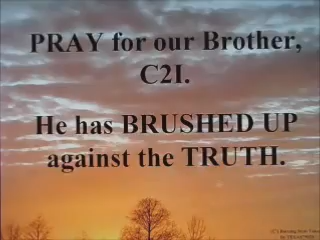 PRAY for our Brother,
C2I.
He has BRUSHED UP
against the TRUTH.